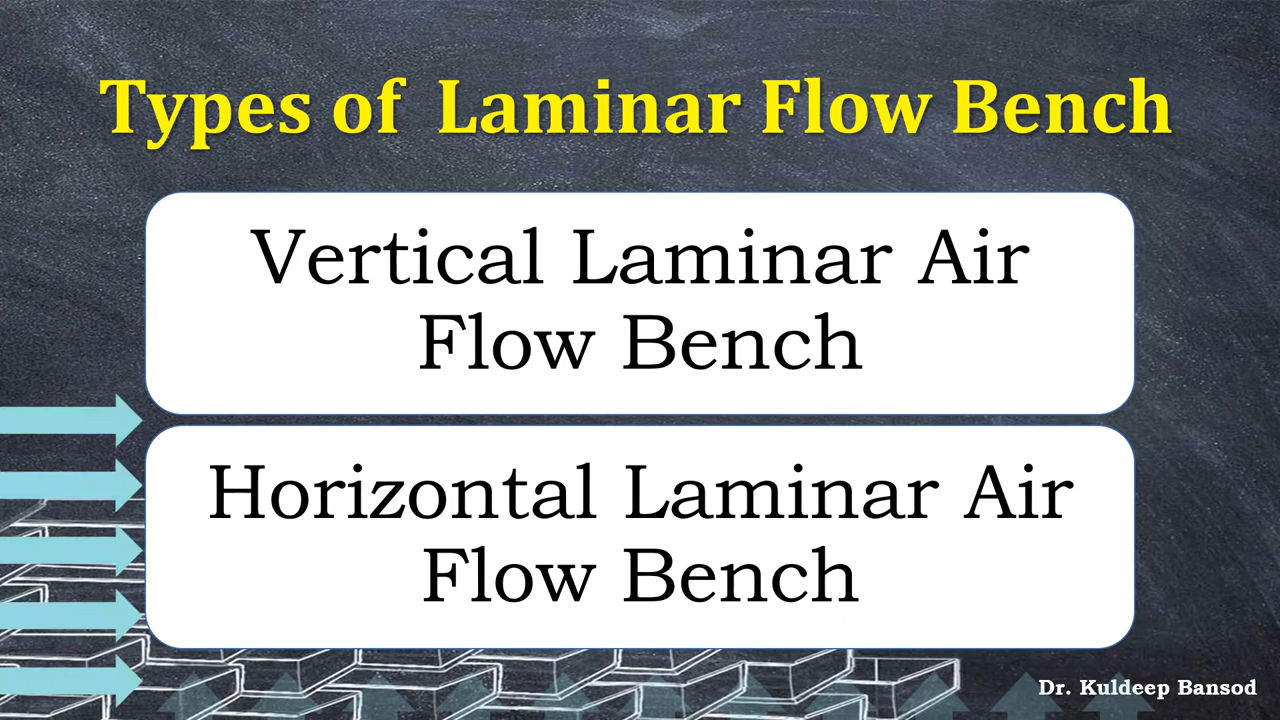 Types of Laminar Flow Bench
Vertical Laminar Air
Flow Bench
Horizontal Laminar Air
Flow Bench
Dr. Kuldeep Bansod